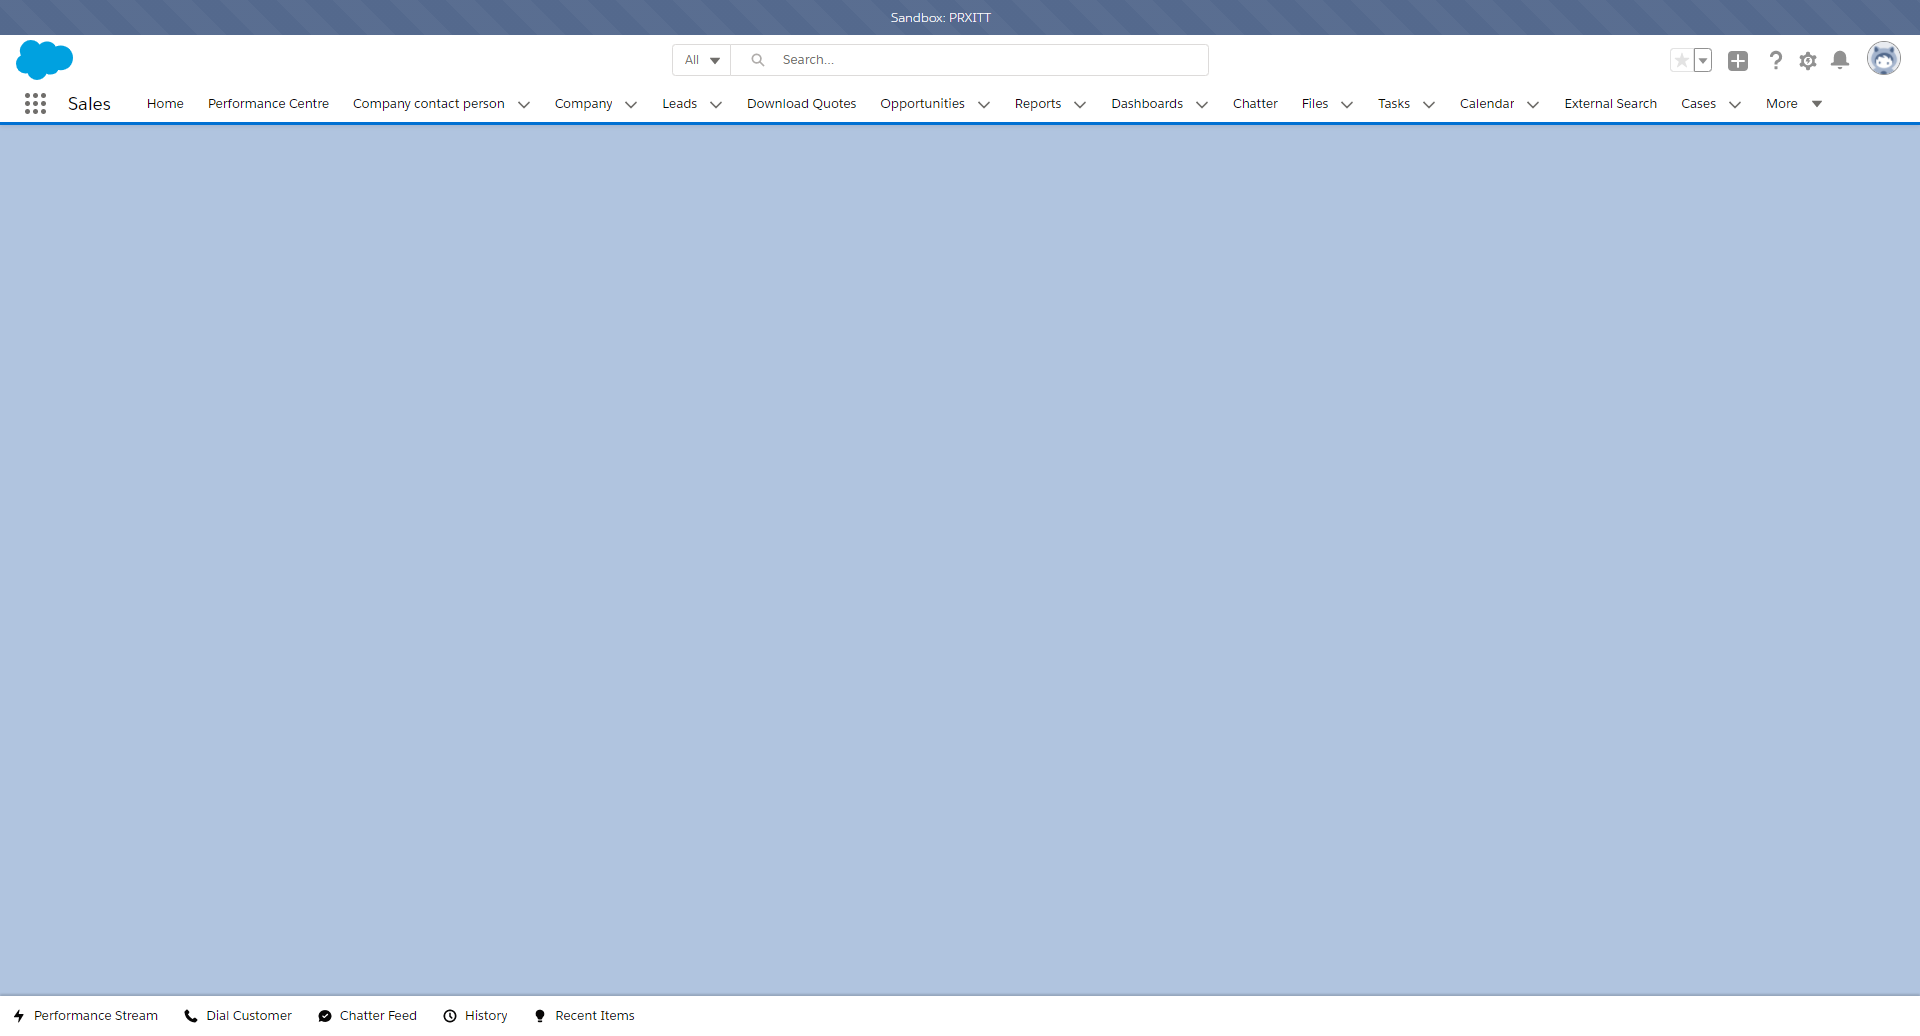 Sandbox: PRXITT
All
Search...
Sales
Home
Performance Centre
Company contact person
Company
Leads
Download Quotes
Opportunities
Reports
Dashboards
Chatter
Files
Tasks
Calendar
External Search
Cases
More
Performance Stream
Dial Customer
Chatter Feed
History
Recent Items